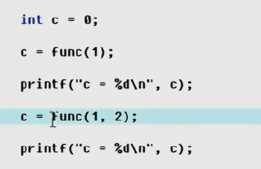 int c = 0;
c = func(1);
printf("c = %d\n", c);
c = func(1, 2);
printf("c = %d\n", c);